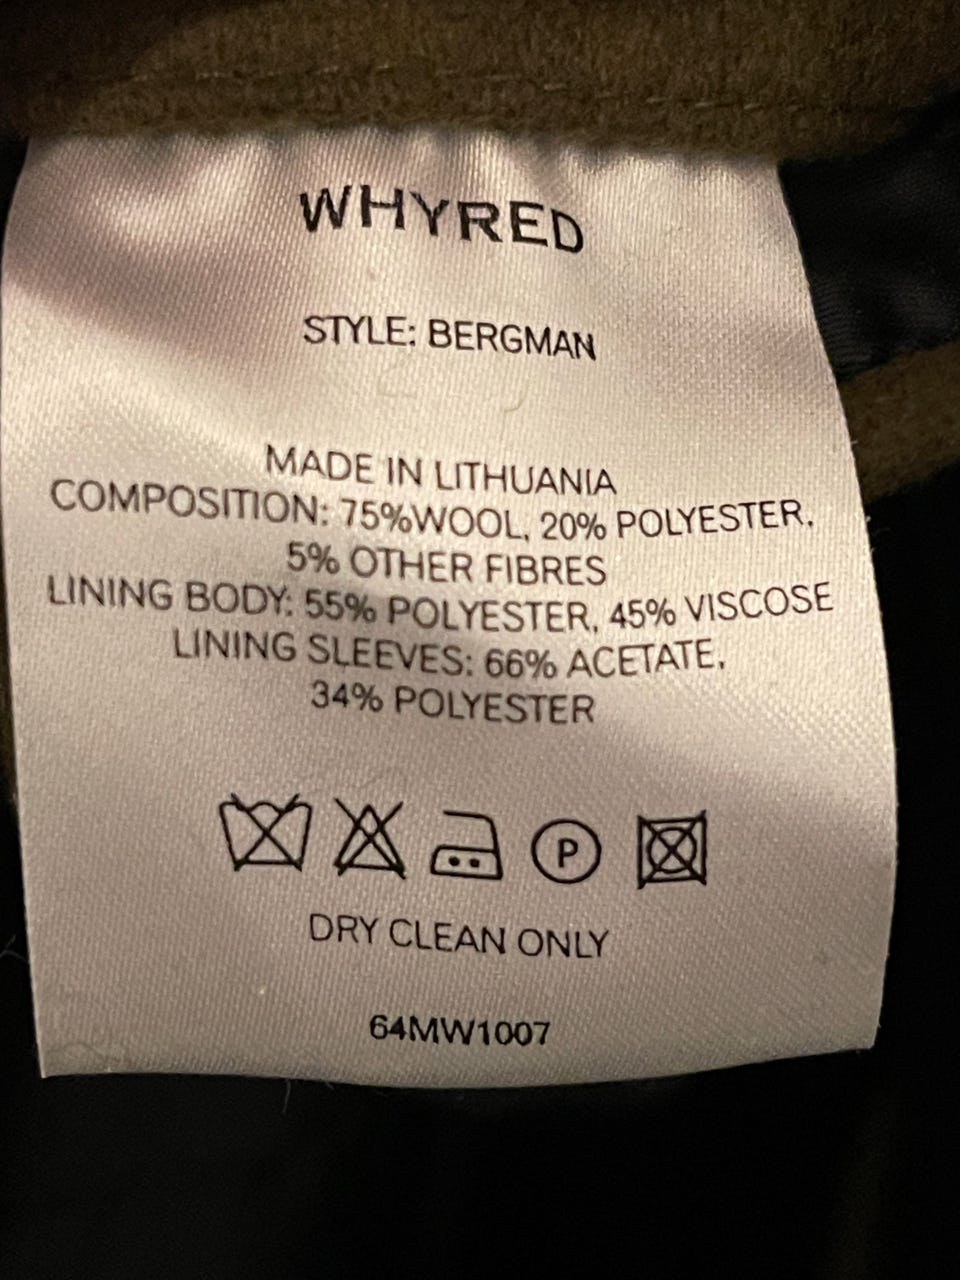 WHYRED
STYLE: BERGMAN
MADE IN LITHUANIA
COMPOSITION: 75%WOOL, 20% POLYESTER,
5% OTHER FIBRES
LINING BODY: 55% POLYESTER, 45% VISCOSE
LINING SLEEVES: 66% ACETATE,
34% POLYESTER
P
DRY CLEAN ONLY
64MW1007